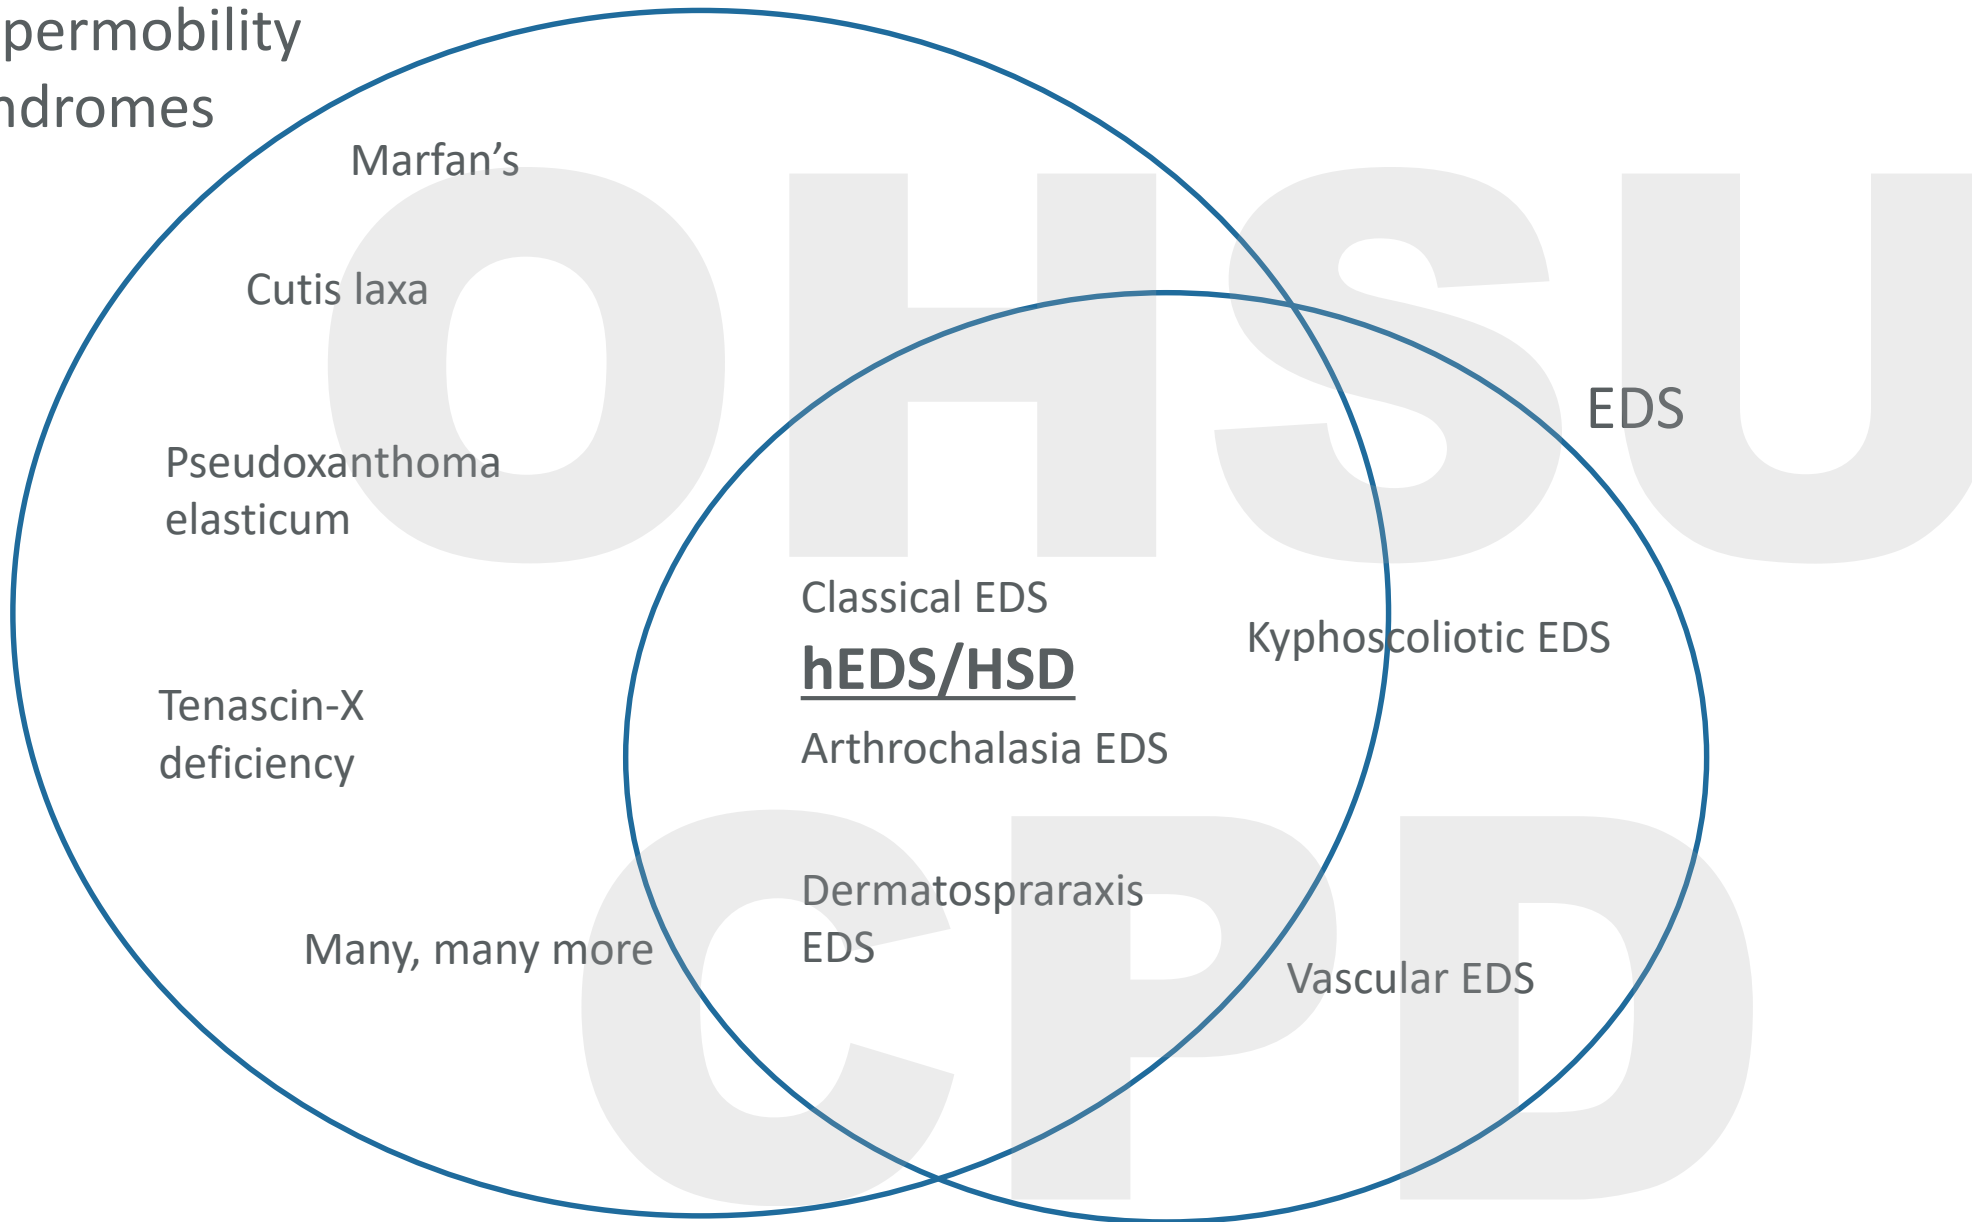 permobility
ndromes
Marfan's
Cutis laxa
EDS
Pseudoxanthoma
elasticum
Classical EDS
Kyphoscoliotic EDS
hEDS/HSD
Tenascin-X
deficiency
Arthrochalasia EDS
Dermatospraraxis
EDS
Many, many more
Vascular EDS
OHSU
CPD